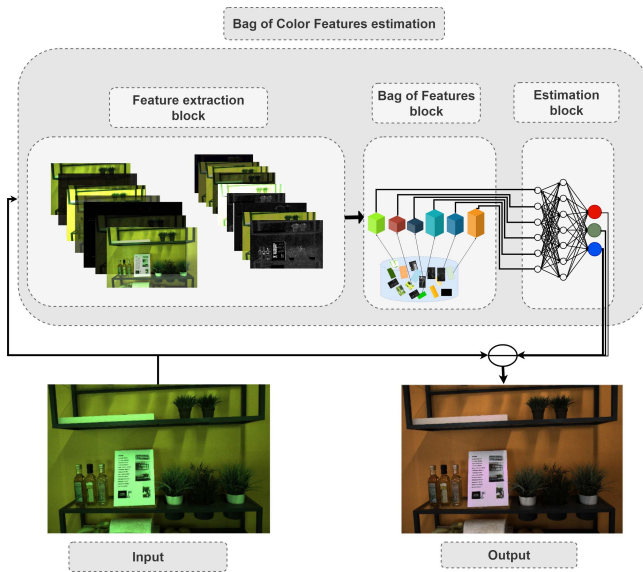 Bag of Color Features estimation
Feature extraction
block
Bag of Features
block
Estimation
block
Input
Output